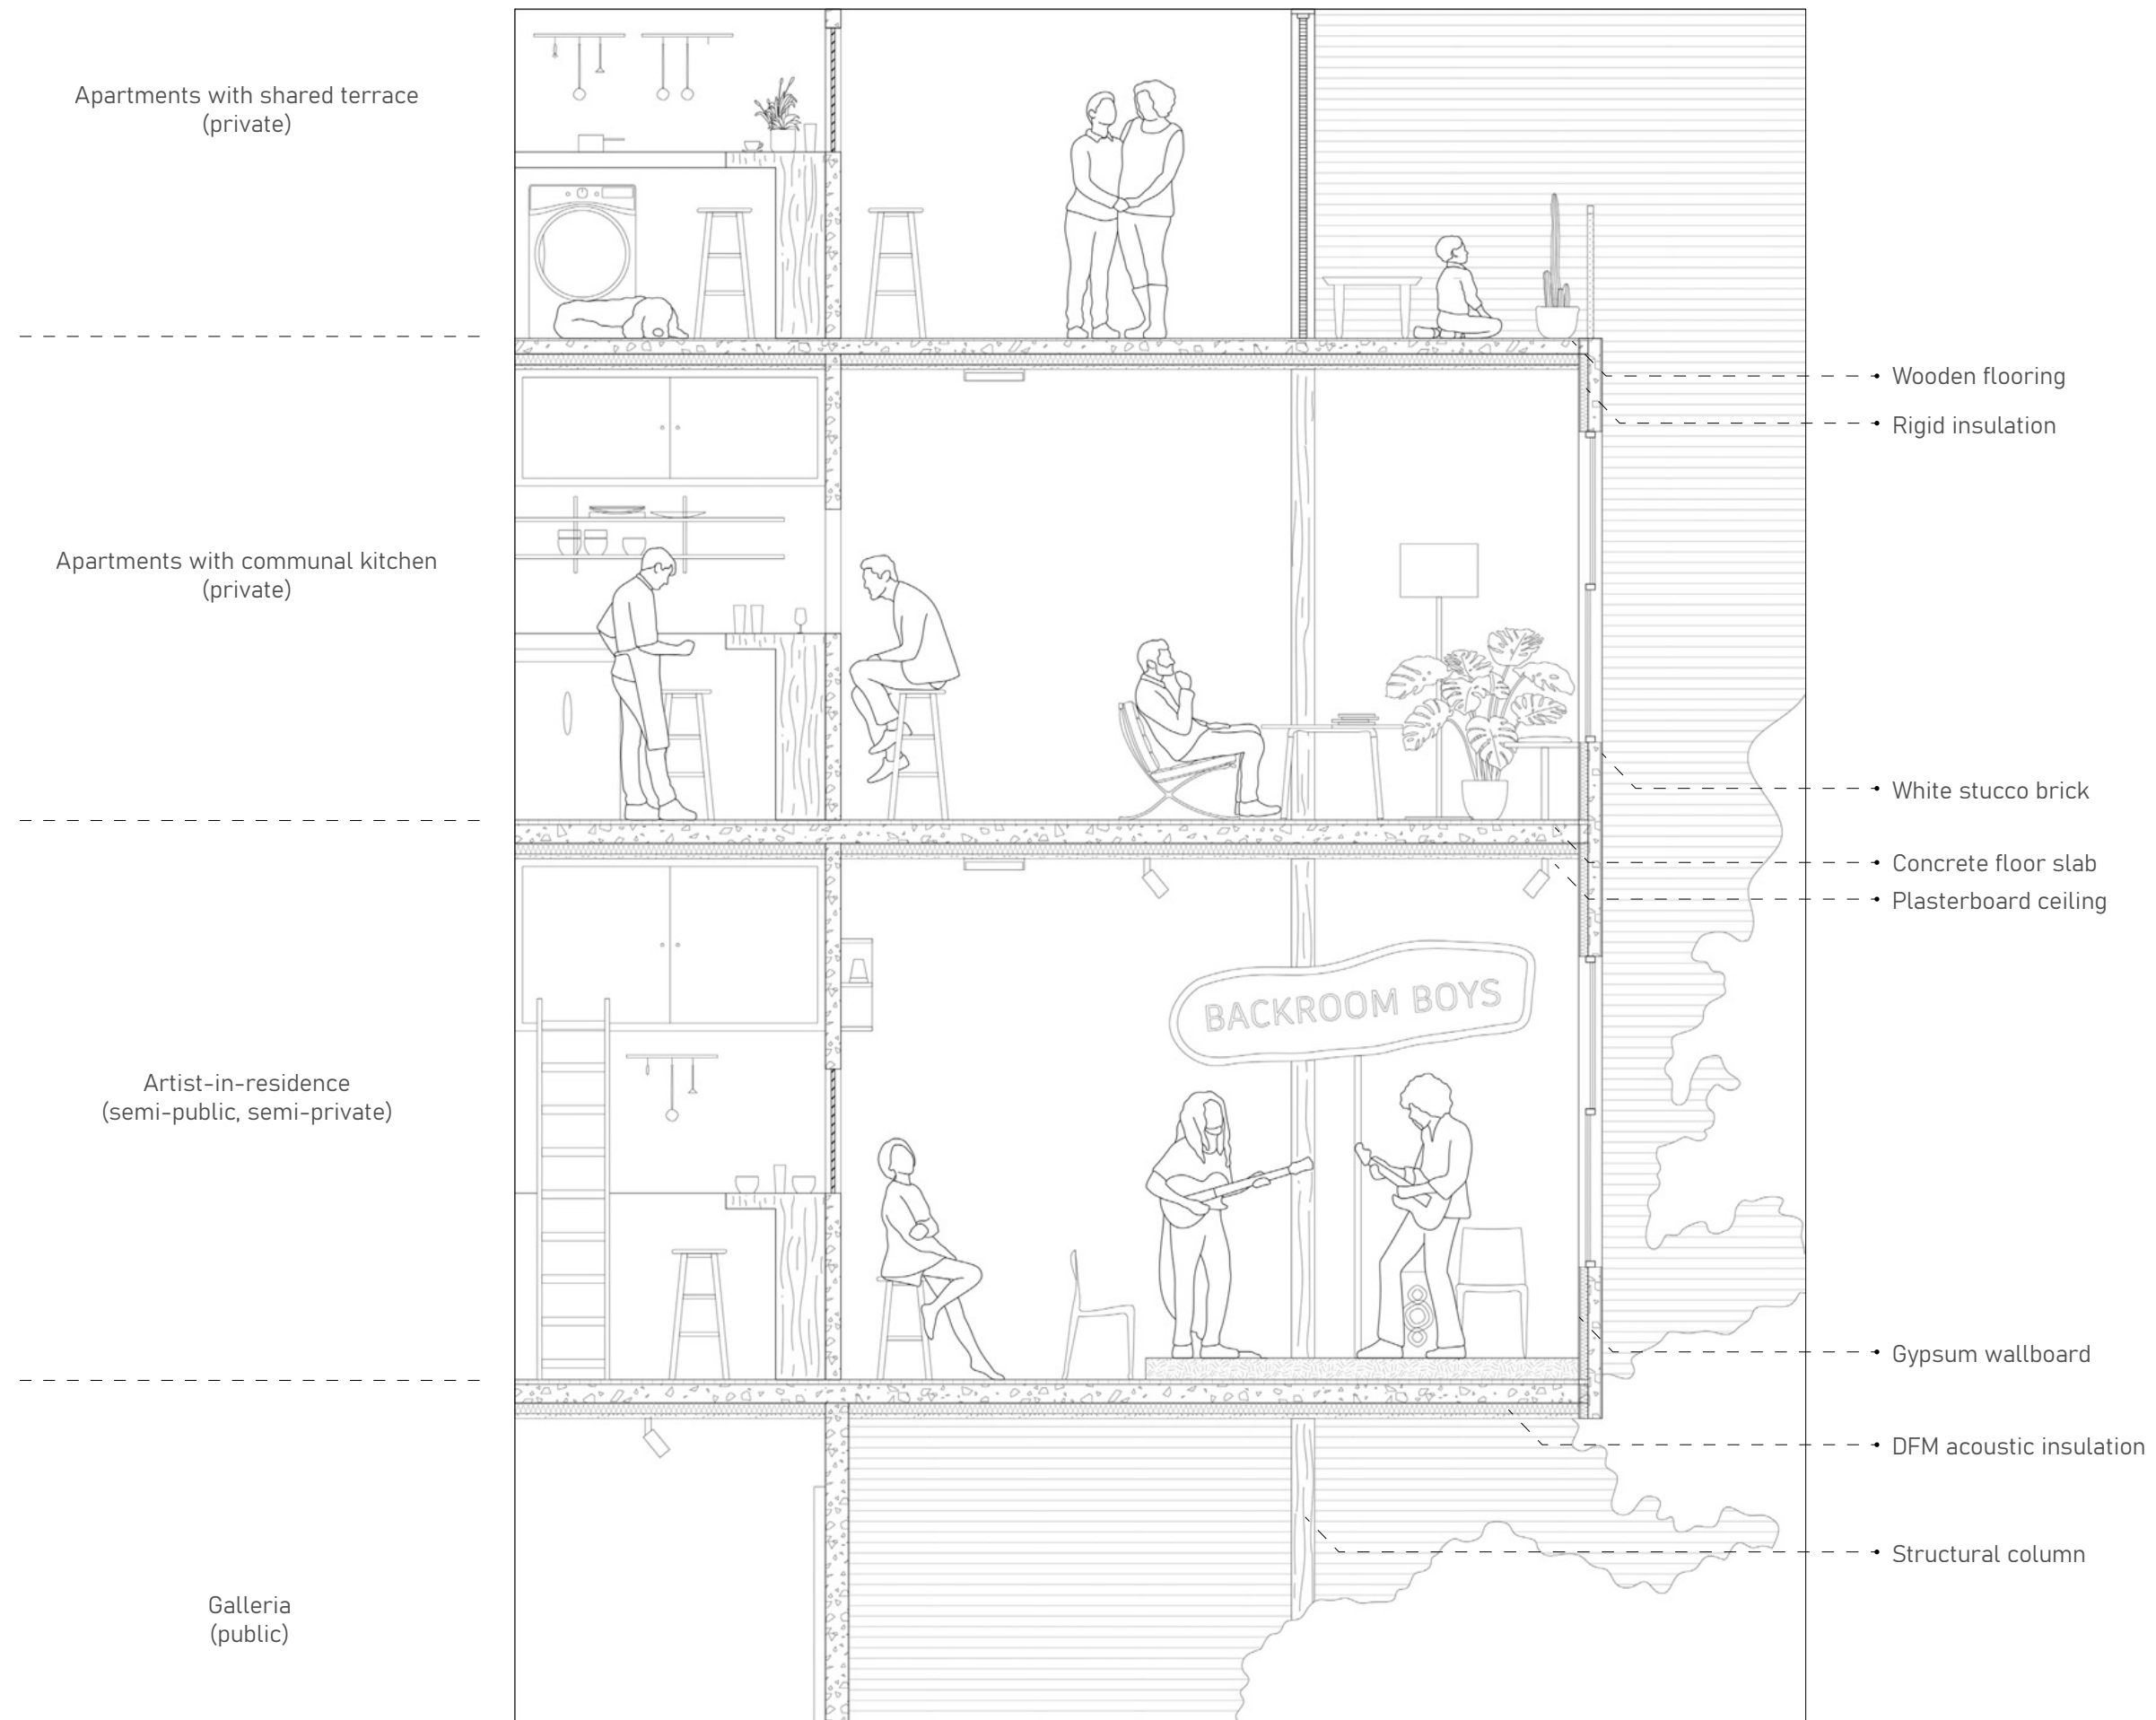 Apartments with shared terrace
(private)
Wooden flooring
Rigid insulation
Apartments with communal kitchen
(private)
White stucco brick
Concrete floor slab
Plasterboard ceiling
BACKROOM BOYS
Artist-in-residence
(semi-public, semi-private)
Gypsum wallboard
DFM acoustic insulation
Structural column
Galleria
(public)